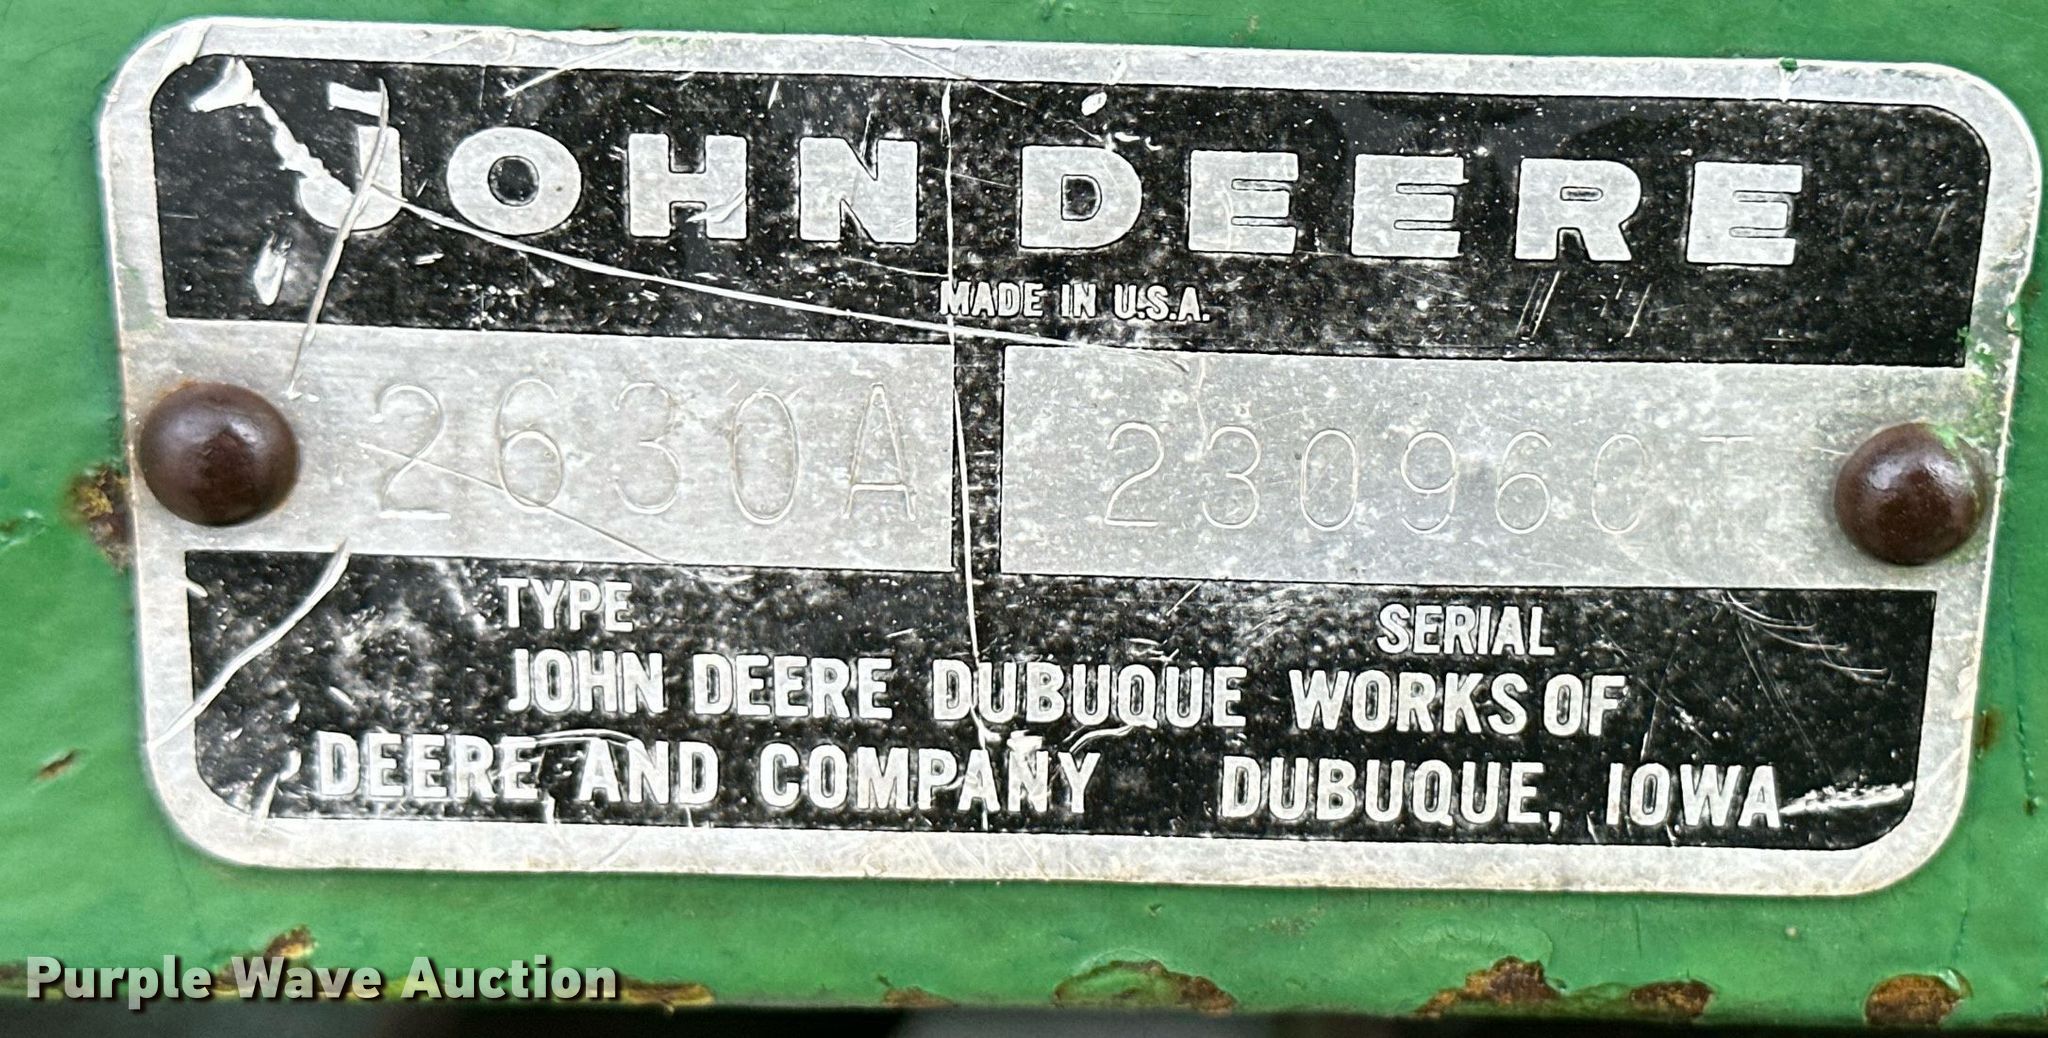 JOHN DEERE
MADE IN U.S.A.
2630A 230960T
TYPE SERIAL
JOHN DEERE DUBUQUE WORKS OF
DEERE AND COMPANY DUBUQUE, IOWA
Purple Wave Auction